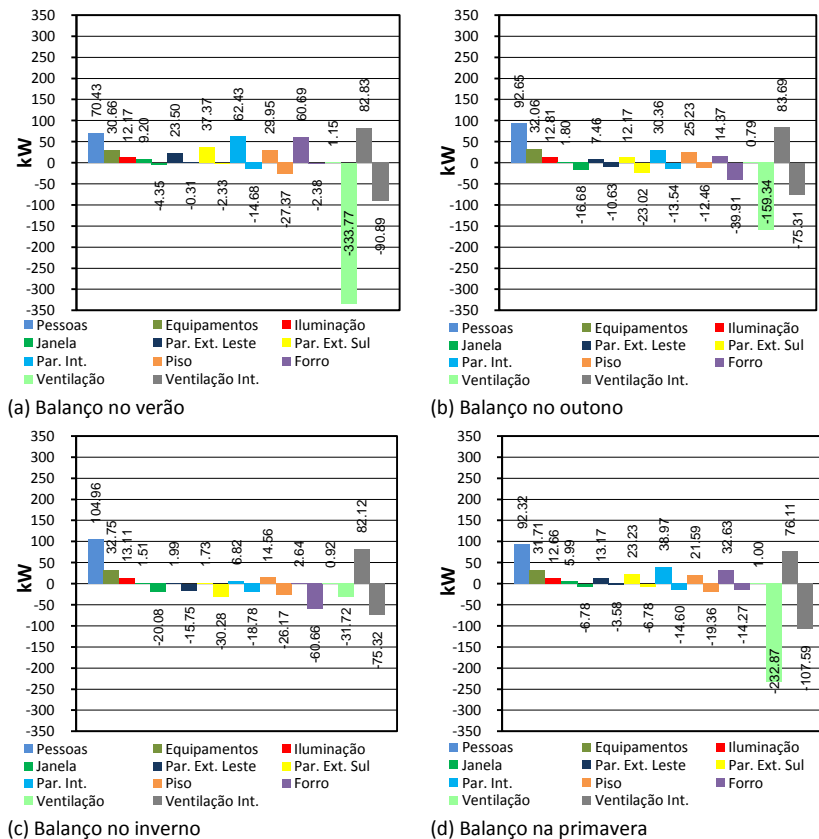 350
300
250
200
150
100
50
0
-50
-100
-150
-200
-250
-300
-350
kW
70.43
30.66
12.17
9.20
-4.35
23.50
-0.31
37.37
-2.33
62.43
-14.68
29.95
-27.37
60.69
-2.38
1.15
-333.77
82.83
-90.89
Pessoas
Equipamentos
Iluminação
Janela
Par. Ext. Leste
Par. Ext. Sul
Par. Int.
Piso
Forro
Ventilação
Ventilação Int.
(a) Balanço no verão
350
300
250
200
150
100
50
0
-50
-100
-150
-200
-250
-300
-350
kW
92.65
32.06
12.81
1.80
-16.68
7.46
-10.63
12.17
-23.02
30.36
-13.54
25.23
-12.46
14.37
-39.91
0.79
-159.34
83.69
-75.31
Pessoas
Equipamentos
Iluminação
Janela
Par. Ext. Leste
Par. Ext. Sul
Par. Int.
Piso
Forro
Ventilação
Ventilação Int.
(b) Balanço no outono
350
300
250
200
150
100
50
0
-50
-100
-150
-200
-250
-300
-350
kW
104.96
32.75
13.11
1.51
-20.08
1.99
-15.75
1.73
-30.28
6.82
-18.78
14.56
-26.17
2.64
-60.66
0.92
-31.72
82.12
-75.32
Pessoas
Equipamentos
Iluminação
Janela
Par. Ext. Leste
Par. Ext. Sul
Par. Int.
Piso
Forro
Ventilação
Ventilação Int.
(c) Balanço no inverno
350
300
250
200
150
100
50
0
-50
-100
-150
-200
-250
-300
-350
kW
92.32
31.71
12.66
5.99
-6.78
13.17
-3.58
23.23
-6.78
38.97
-14.60
21.59
-19.36
32.63
-14.27
1.00
-232.87
76.11
-107.59
Pessoas
Equipamentos
Iluminação
Janela
Par. Ext. Leste
Par. Ext. Sul
Par. Int.
Piso
Forro
Ventilação
Ventilação Int.
(d) Balanço na primavera